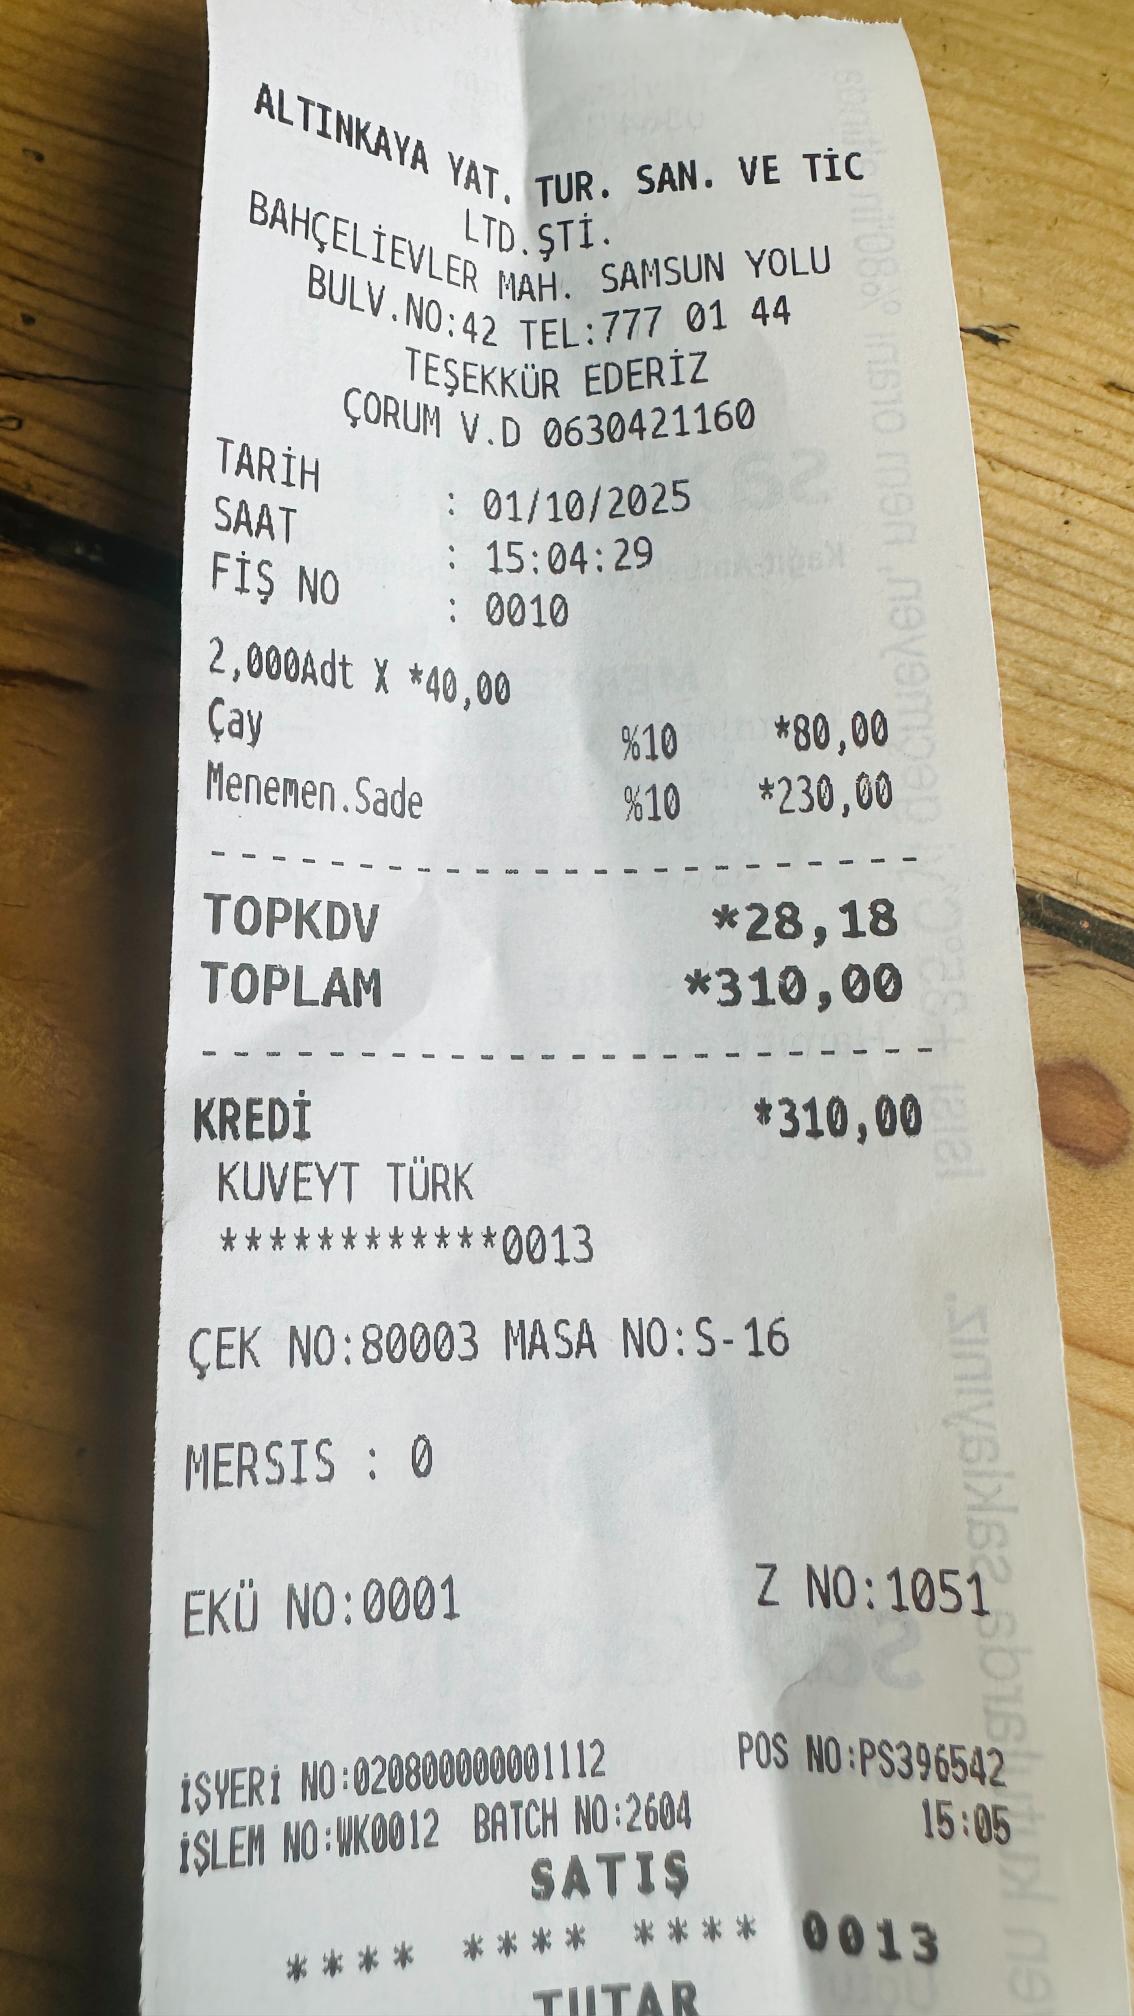 ALTINKAYA YAT. TUR. SAN. VE TİC
LTD.ŞTİ.
BAHÇELİEVLER MAH. SAMSUN YOLU
BULV.NO:42 TEL:777 01 44
TEŞEKKÜR EDERİZ
ÇORUM V.D 0630421160
TARİH : 01/10/2025
SAAT : 15:04:29
FİŞ NO : 0010
2,000Adt X *40,00
Çay %10 *80,00
Menemen.Sade %10 *230,00
TOPKDV *28,18
TOPLAM *310,00
KREDİ *310,00
KUVEYT TÜRK
************0013
ÇEK NO:80003 MASA NO:S-16
MERSIS : 0
EKÜ NO:0001 Z NO:1051
İŞYERİ NO:020800000001112 POS NO:PS396542
İŞLEM NO:WK0012 BATCH NO:2604 15:05
SATIŞ
**** **** **** 0013
TUTAR